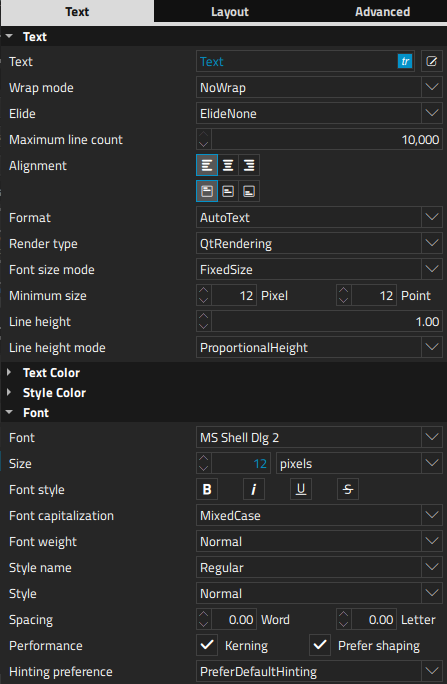 Text Layout Advanced
Text
Text Text tr
Wrap mode NoWrap
Elide ElideNone
Maximum line count 10,000
Alignment
Format AutoText
Render type QtRendering
Font size mode FixedSize
Minimum size 12 Pixel 12 Point
Line height 1.00
Line height mode ProportionalHeight
Text Color
Style Color
Font
Font MS Shell Dlg 2
Size 12 pixels
Font style B i U S
Font capitalization MixedCase
Font weight Normal
Style name Regular
Style Normal
Spacing 0.00 Word 0.00 Letter
Performance Kerning Prefer shaping
Hinting preference PreferDefaultHinting